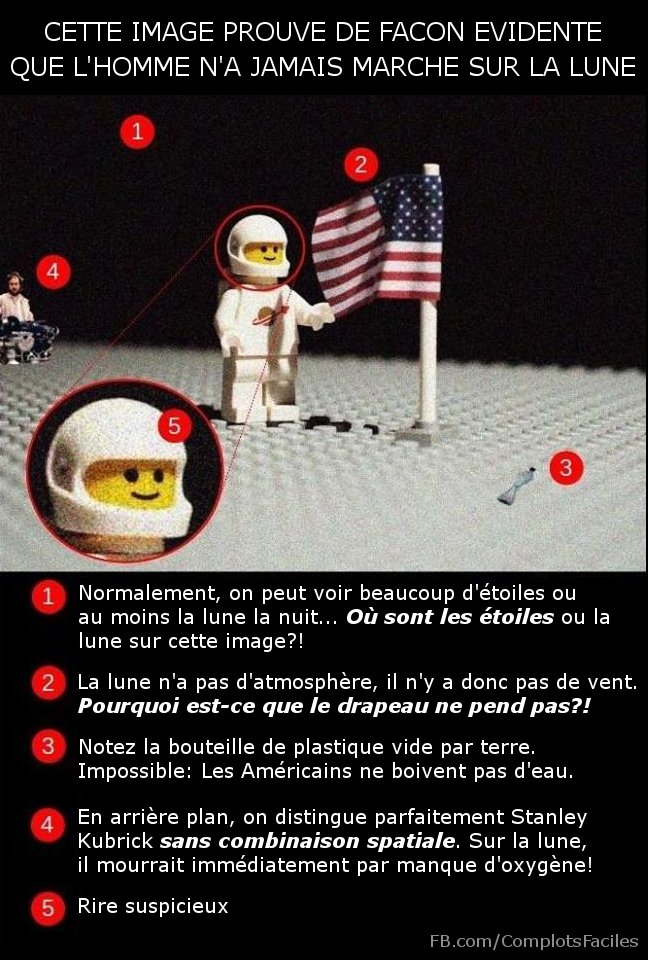 CETTE IMAGE PROUVE DE FACON EVIDENTE
QUE L'HOMME N'A JAMAIS MARCHE SUR LA LUNE
1
2
4
5
3
1 Normalement, on peut voir beaucoup d'étoiles ou
au moins la lune la nuit... Où sont les étoiles ou la
lune sur cette image?!
2 La lune n'a pas d'atmosphère, il n'y a donc pas de vent.
Pourquoi est-ce que le drapeau ne pend pas?!
3 Notez la bouteille de plastique vide par terre.
Impossible: Les Américains ne boivent pas d'eau.
4 En arrière plan, on distingue parfaitement Stanley
Kubrick sans combinaison spatiale. Sur la lune,
il mourrait immédiatement par manque d'oxygène!
5 Rire suspicieux
FB.com/ComplotsFaciles